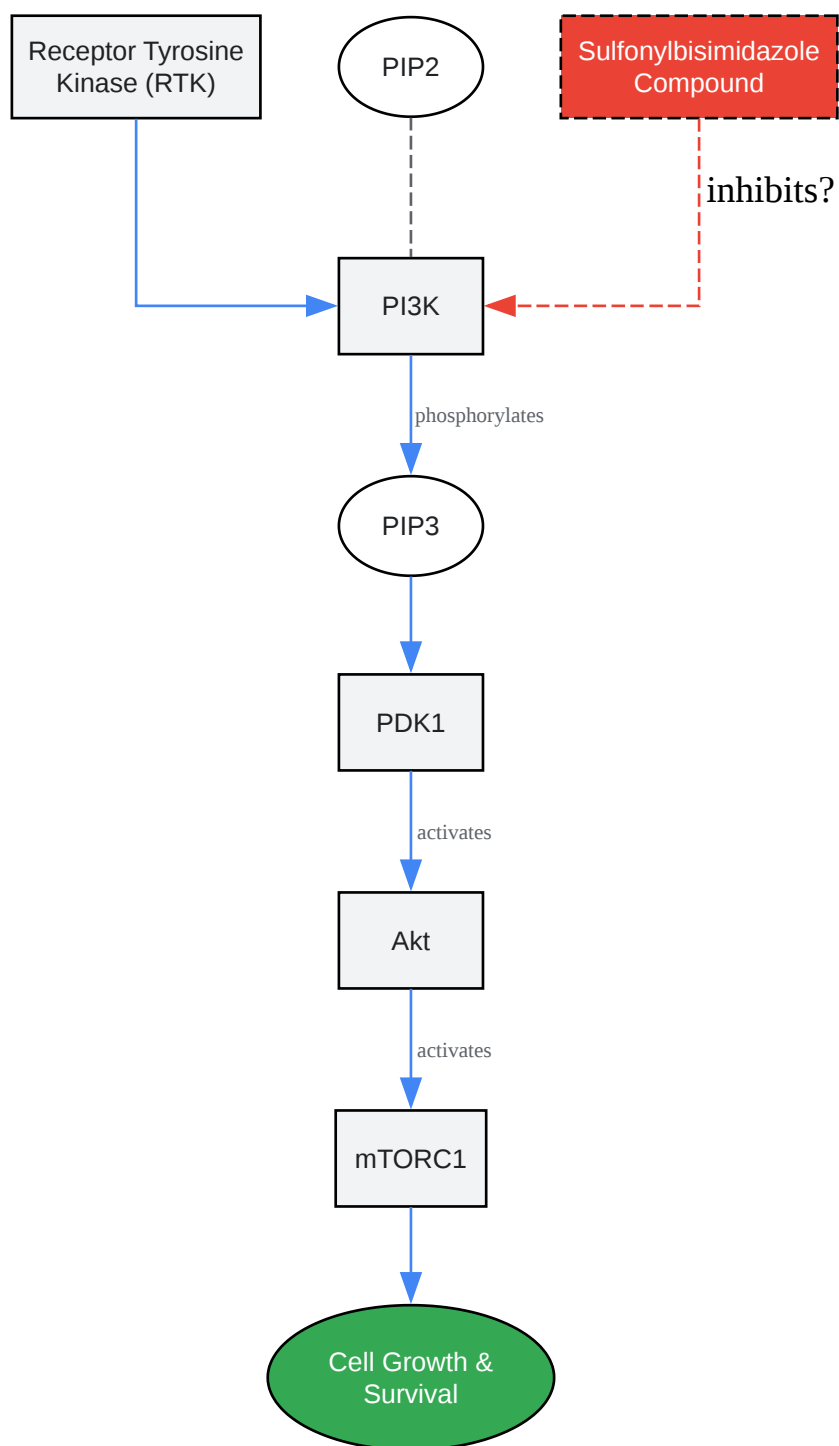 Receptor Tyrosine
Kinase (RTK)
PIP2
Sulfonylbisimidazole
Compound
inhibits?
PI3K
phosphorylates
PIP3
PDK1
activates
Akt
activates
mTORC1
Cell Growth &
Survival